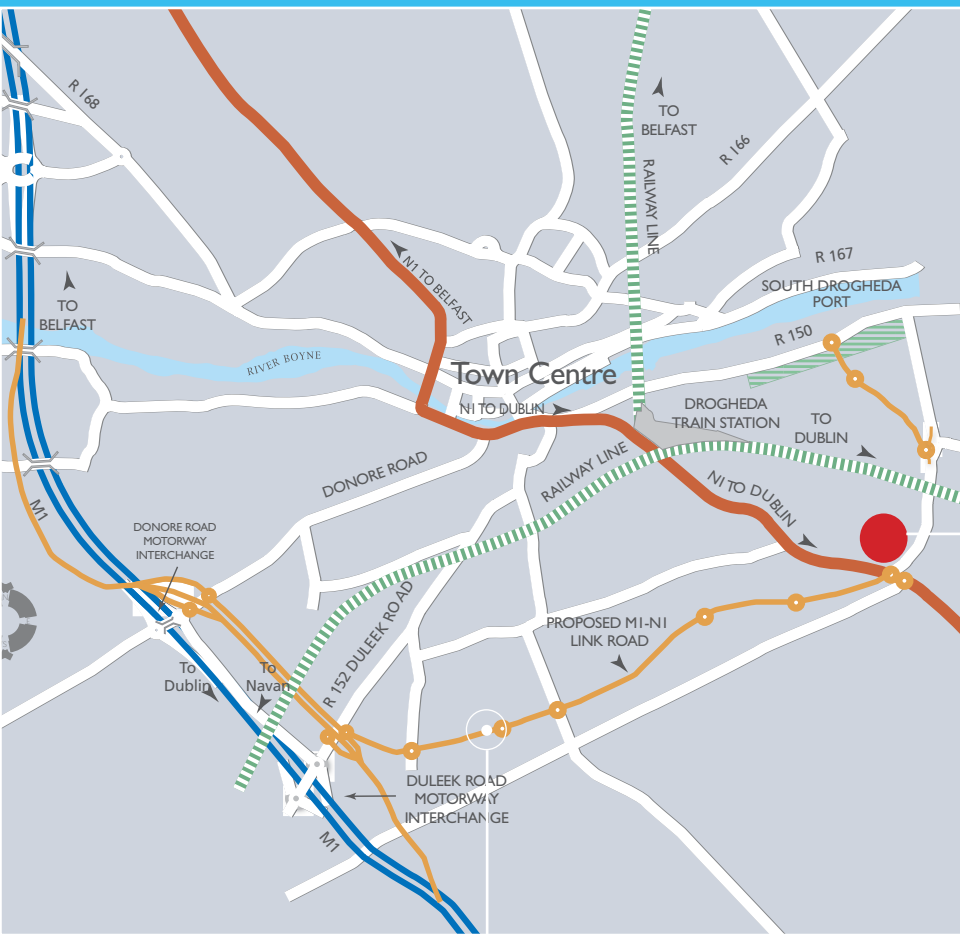 R 168
TO
BELFAST
R 166
RAILWAY LINE
N1 TO BELFAST
R 167
SOUTH DROGHEDA
PORT
TO
BELFAST
R 150
RIVER BOYNE
Town Centre
N1 TO DUBLIN
DROGHEDA
TRAIN STATION
TO
DUBLIN
DONORE ROAD
RAILWAY LINE
N1 TO DUBLIN
M1
DONORE ROAD
MOTORWAY
INTERCHANGE
R 152 DULEEK ROAD
PROPOSED M1-N1
LINK ROAD
To
Dublin
To
Navan
DULEEK ROAD
MOTORWAY
INTERCHANGE
M1